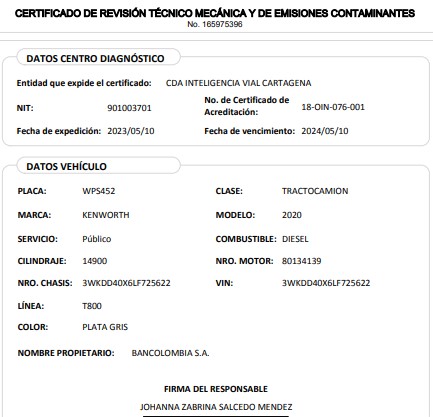 CERTIFICADO DE REVISIÓN TÉCNICO MECÁNICA Y DE EMISIONES CONTAMINANTES
No. 165975396
DATOS CENTRO DIAGNÓSTICO
Entidad que expide el certificado: CDA INTELIGENCIA VIAL CARTAGENA
NIT: 901003701 No. de Certificado de Acreditación: 18-OIN-076-001
Fecha de expedición: 2023/05/10 Fecha de vencimiento: 2024/05/10
DATOS VEHÍCULO
PLACA: WPS452 CLASE: TRACTOCAMION
MARCA: KENWORTH MODELO: 2020
SERVICIO: Público COMBUSTIBLE: DIESEL
CILINDRAJE: 14900 NRO. MOTOR: 80134139
NRO. CHASIS: 3WKDD40X6LF725622 VIN: 3WKDD40X6LF725622
LÍNEA: T800
COLOR: PLATA GRIS
NOMBRE PROPIETARIO: BANCOLOMBIA S.A.
FIRMA DEL RESPONSABLE
JOHANNA ZABRINA SALCEDO MENDEZ